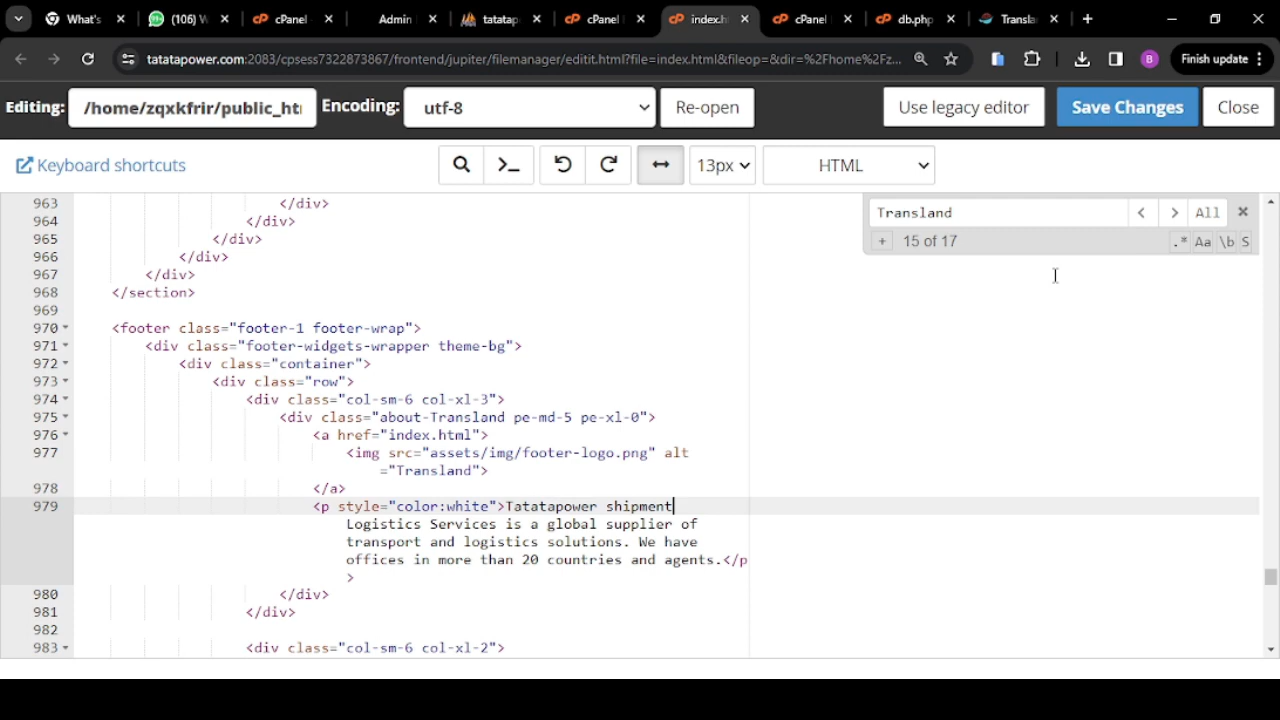 What's
(106) W
cPanel
Admin
tatatap
cPanel
index.h
cPanel
db.php
Transla
tatatapower.com:2083/cpsess7322873867/frontend/jupiter/filemanager/editit.html?file=index.html&fileop=&dir=%2Fhome%2Fz...
B
Finish update
Editing:
/home/zqxkfrir/public_ht
Encoding:
utf-8
Re-open
Use legacy editor
Save Changes
Close
Keyboard shortcuts
13px
HTML
Transland
All
+ 15 of 17
.* Aa \b S
963 </div>
964 </div>
965 </div>
966 </div>
967 </div>
968 </section>
969
970 <footer class="footer-1 footer-wrap">
971 <div class="footer-widgets-wrapper theme-bg">
972 <div class="container">
973 <div class="row">
974 <div class="col-sm-6 col-xl-3">
975 <div class="about-Transland pe-md-5 pe-xl-0">
976 <a href="index.html">
977 <img src="assets/img/footer-logo.png" alt
="Transland">
978 </a>
979 <p style="color:white">Tatatapower shipment
Logistics Services is a global supplier of
transport and logistics solutions. We have
offices in more than 20 countries and agents.</p
>
980 </div>
981 </div>
982
983 <div class="col-sm-6 col-xl-2">